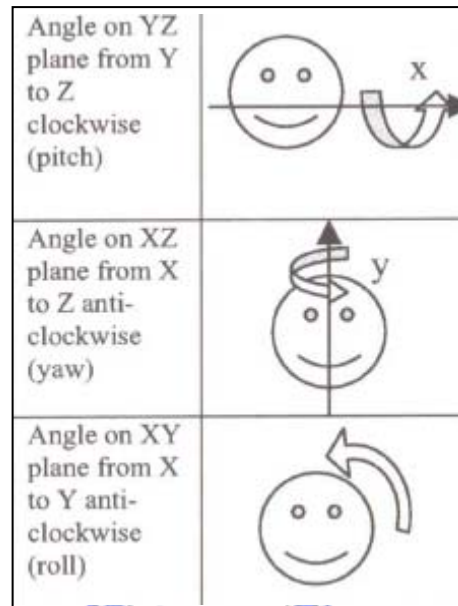 Angle on YZ
plane from Y
to Z
clockwise
(pitch)
x
Angle on XZ
plane from X
to Z anti-
clockwise
(yaw)
y
Angle on XY
plane from X
to Y anti-
clockwise
(roll)